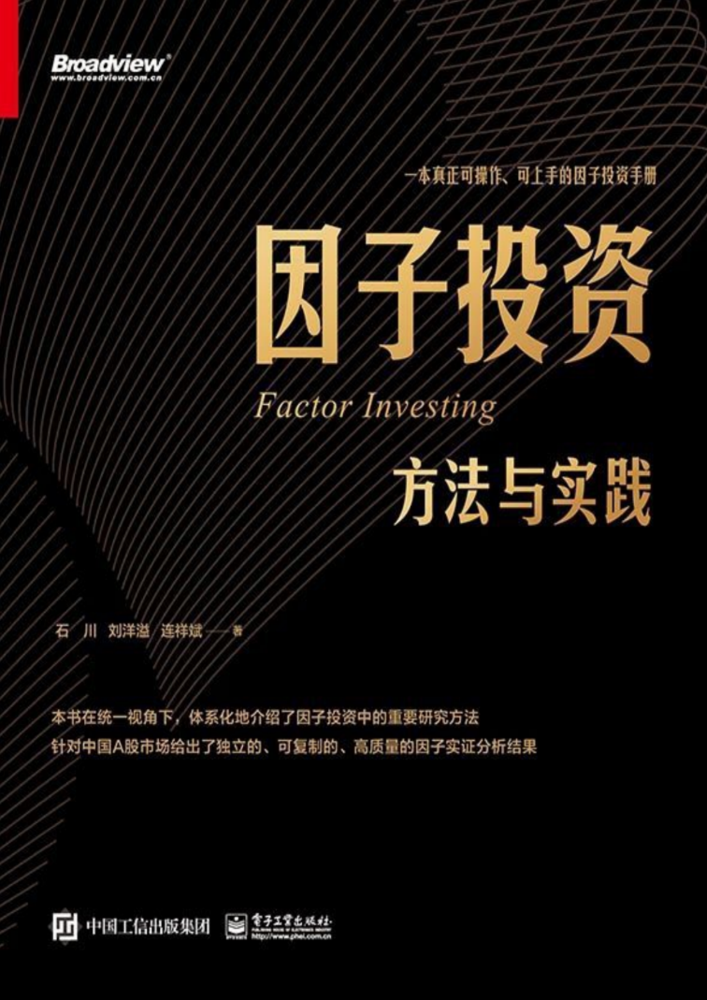 Broadview®
www.broadview.com.cn
一本真正可操作、可上手的因子投资手册
因子投资
Factor Investing
方法与实践
石 川 刘洋溢 连祥斌——著
本书在统一视角下，体系化地介绍了因子投资中的重要研究方法
针对中国A股市场给出了独立的、可复制的、高质量的因子实证分析结果
中国工信出版集团
电子工业出版社·
PUBLISHING HOUSE OF ELECTRONICS INDUSTRY
http://www.phei.com.cn